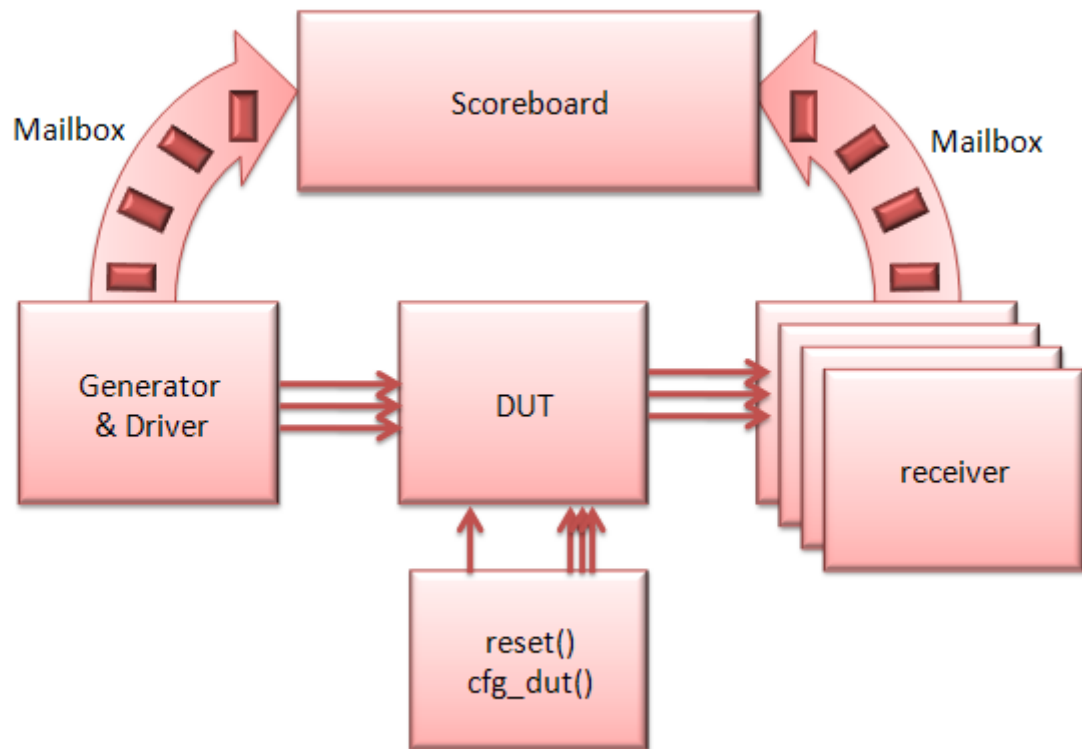 Scoreboard
Mailbox
Mailbox
Generator
& Driver
DUT
receiver
reset()
cfg_dut()